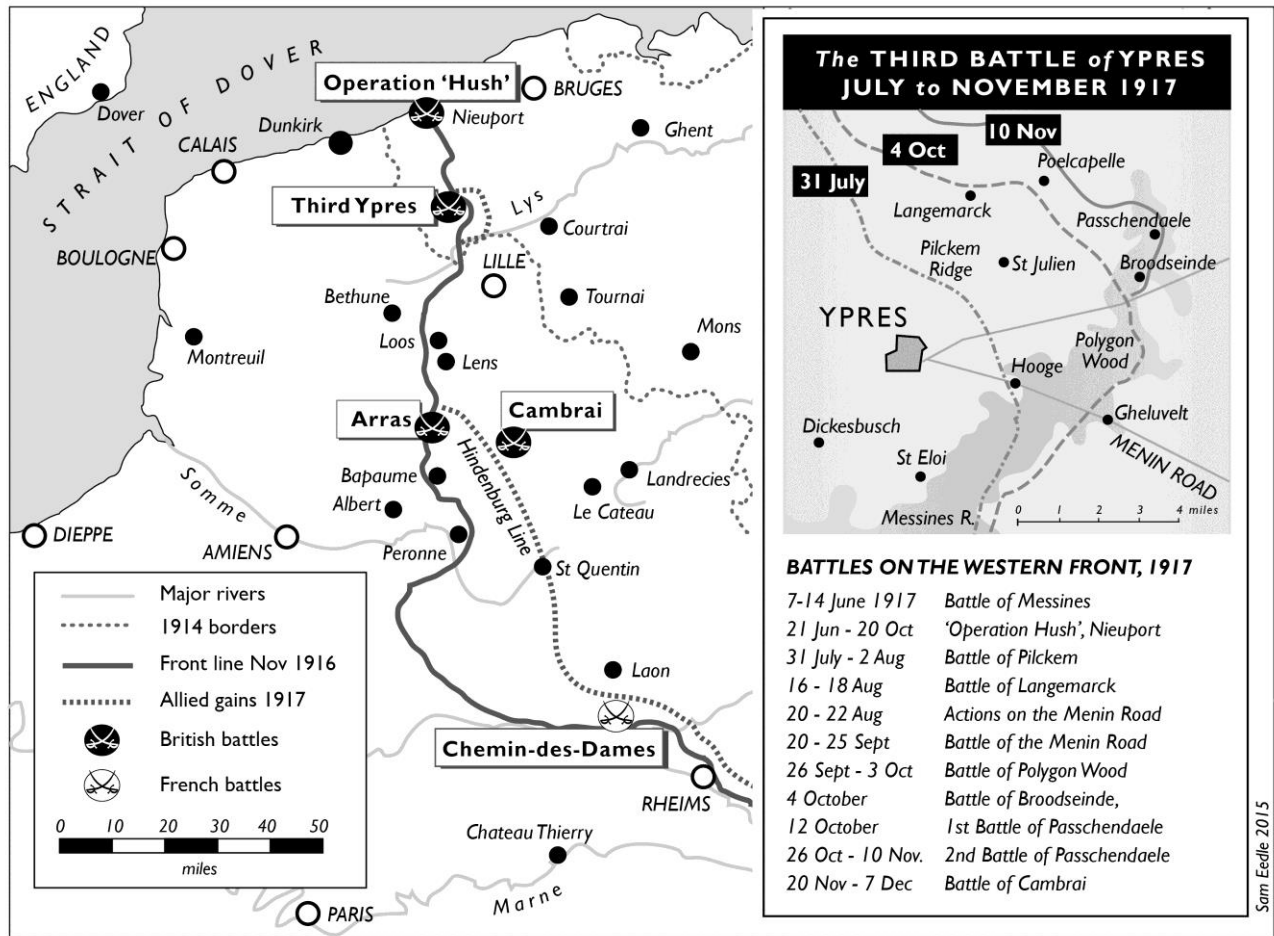 ENGLAND
Dover
STRAIT OF DOVER
Operation ‘Hush’
BRUGES
Nieuport
Dunkirk
Ghent
CALAIS
Third Ypres
Lys
Courtrai
BOULOGNE
LILLE
Bethune
Tournai
Mons
Loos
Montreuil
Lens
Arras
Cambrai
Hindenburg Line
Bapaume
Landrecies
Albert
Le Cateau
Somme
DIEPPE
AMIENS
Peronne
St Quentin
Laon
Chemin-des-Dames
RHEIMS
Chateau Thierry
Marne
PARIS
Major rivers
1914 borders
Front line Nov 1916
Allied gains 1917
British battles
French battles
0 10 20 30 40 50
miles
The THIRD BATTLE of YPRES
JULY to NOVEMBER 1917
10 Nov
4 Oct
31 July
Poelcapelle
Langemarck
Passchendaele
Pilckem
Ridge
St Julien
Broodseinde
YPRES
Polygon
Wood
Hooge
Gheluvelt
Dickesbusch
MENIN ROAD
St Eloi
Messines R.
0 1 2 3 4 miles
BATTLES ON THE WESTERN FRONT, 1917
7-14 June 1917 Battle of Messines
21 Jun - 20 Oct ‘Operation Hush’, Nieuport
31 July - 2 Aug Battle of Pilckem
16 - 18 Aug Battle of Langemarck
20 - 22 Aug Actions on the Menin Road
20 - 25 Sept Battle of the Menin Road
26 Sept - 3 Oct Battle of Polygon Wood
4 October Battle of Broodseinde,
12 October 1st Battle of Passchendaele
26 Oct - 10 Nov. 2nd Battle of Passchendaele
20 Nov - 7 Dec Battle of Cambrai
Sam Eedle 2015